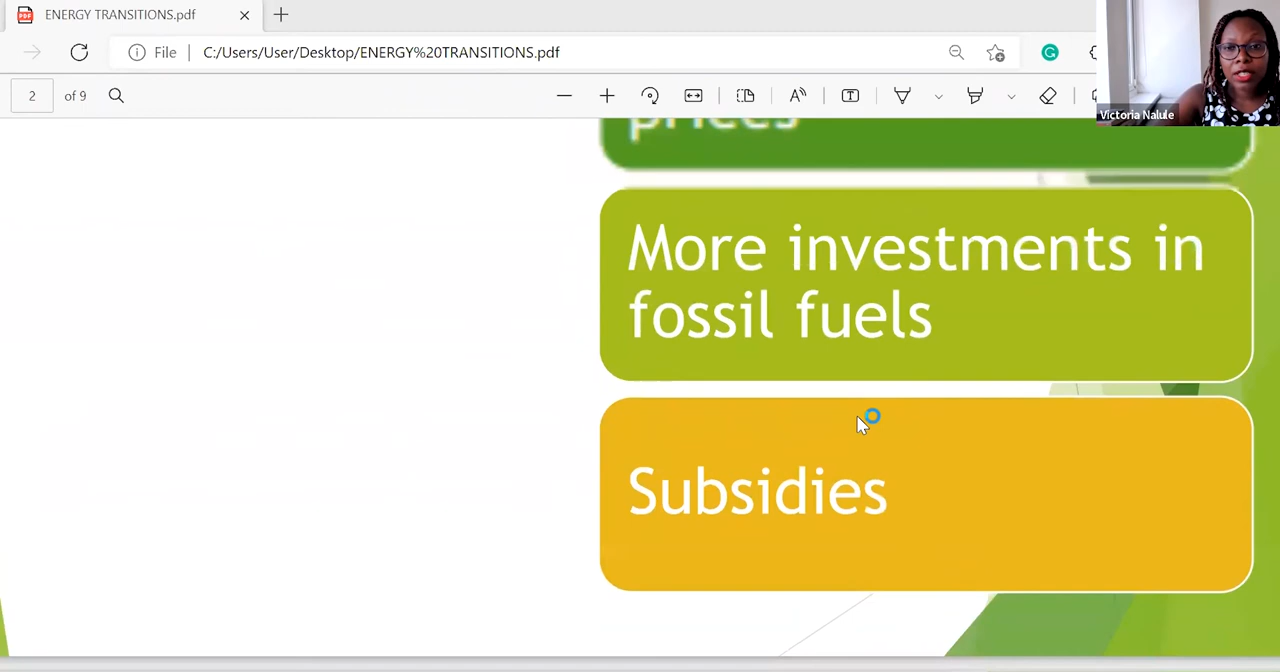 ENERGY TRANSITIONS.pdf
File
C:/Users/User/Desktop/ENERGY%20TRANSITIONS.pdf
2 of 9
Victoria Nalule
prices
More investments in
fossil fuels
Subsidies